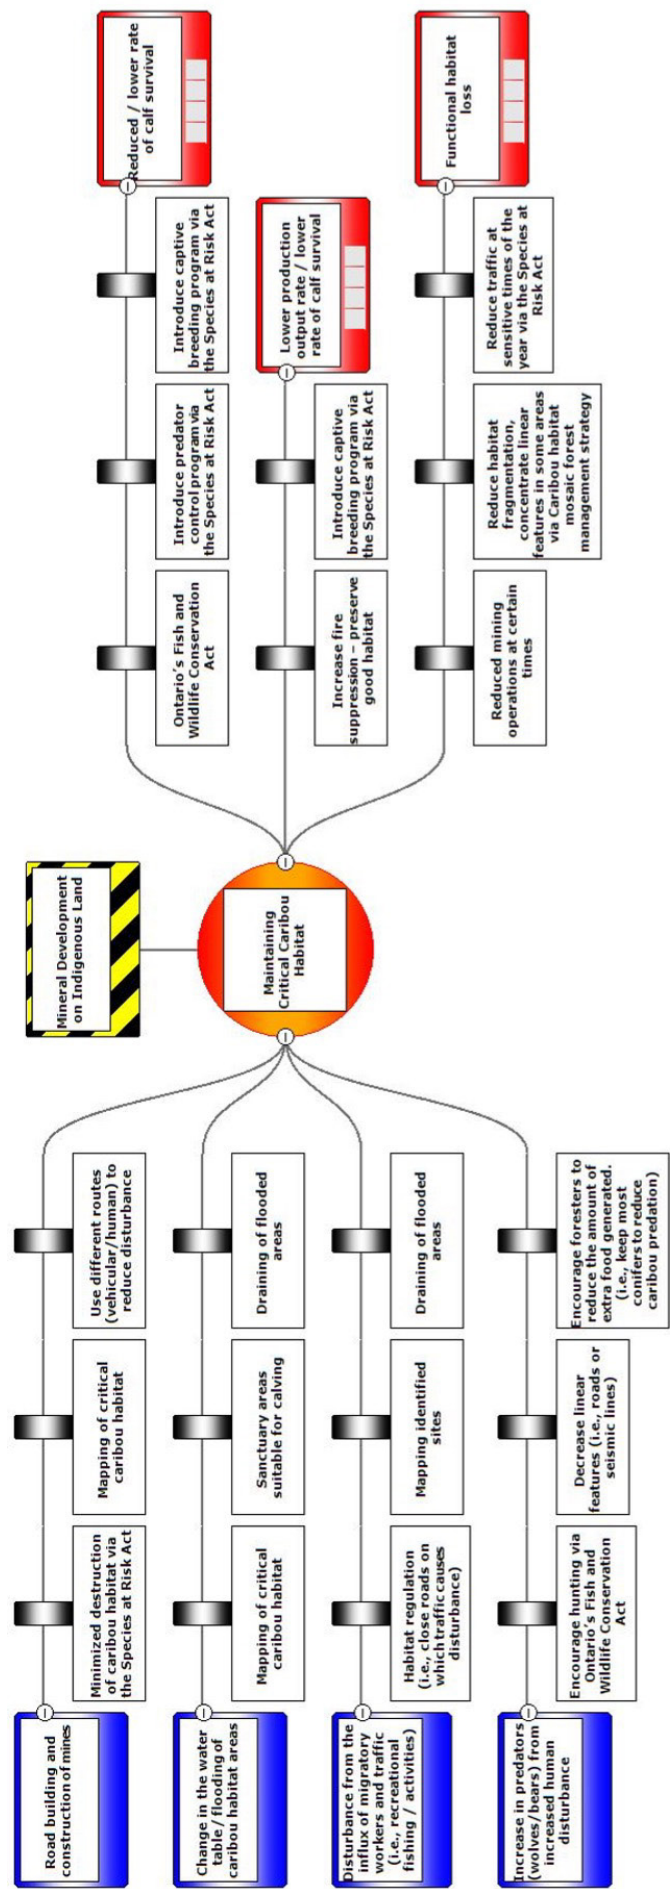 Mineral Development
on Indigenous Land
Maintaining
Critical Caribou
Habitat
Road building and
construction of mines
Minimized destruction
of caribou habitat via
the Species at Risk Act
Mapping of critical
caribou habitat
Use different routes
(vehicular/human) to
reduce disturbance
Change in the water
table / flooding of
caribou habitat areas
Mapping of critical
caribou habitat
Sanctuary areas
suitable for calving
Draining of flooded
areas
Disturbance from the
influx of migratory
workers and traffic
(i.e., recreational
fishing / activities)
Habitat regulation
(i.e., close roads on
which traffic causes
disturbance)
Mapping identified
sites
Draining of flooded
areas
Increase in predators
(wolves/bears) from
increased human
disturbance
Encourage hunting via
Ontario's Fish and
Wildlife Conservation
Act
Decrease linear
features (i.e., roads or
seismic lines)
Encourage foresters to
reduce the amount of
extra food generated.
(i.e., keep most
conifers to reduce
caribou predation)
Ontario's Fish and
Wildlife Conservation
Act
Introduce predator
control program via
the Species at Risk Act
Introduce captive
breeding program via
the Species at Risk Act
Reduced / lower rate
of calf survival
Increase fire
suppression – preserve
good habitat
Introduce captive
breeding program via
the Species at Risk Act
Lower production
output rate / lower
rate of calf survival
Reduced mining
operations at certain
times
Reduce habitat
fragmentation,
concentrate linear
features in some areas
via Caribou habitat
mosaic forest
management strategy
Reduce traffic at
sensitive times of the
year via the Species at
Risk Act
Functional habitat
loss